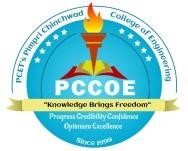 PCET's Pimpri Chinchwad
College of Engineering
PCCOE
"Knowledge Brings Freedom"
Progress Credibility Confidence
Optimism Excellence
Since 1999